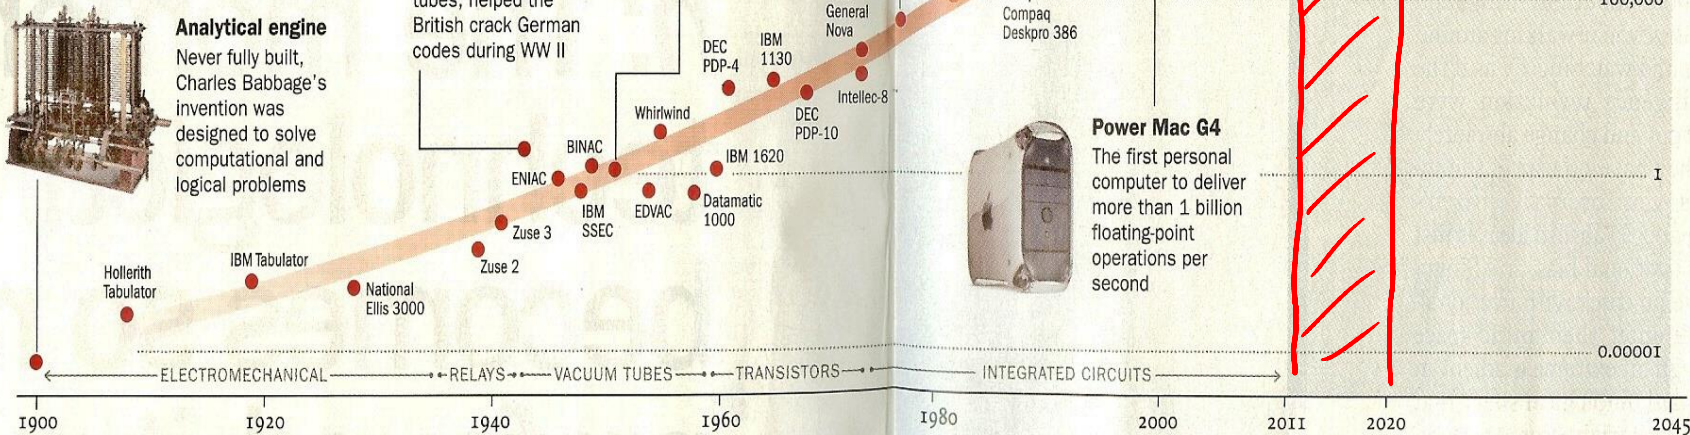 tubes, helped the
British crack German
codes during WW II
Analytical engine
Never fully built,
Charles Babbage's
invention was
designed to solve
computational and
logical problems
General
Nova
Compaq
Deskpro 386
100,000
DEC
PDP-4
IBM
1130
Intellec-8
DEC
PDP-10
Whirlwind
BINAC
ENIAC
IBM 1620
IBM
SSEC
EDVAC
Datamatic
1000
Zuse 3
Zuse 2
IBM Tabulator
Hollerith
Tabulator
National
Ellis 3000
Power Mac G4
The first personal
computer to deliver
more than 1 billion
floating-point
operations per
second
1
0.00001
ELECTROMECHANICAL RELAYS VACUUM TUBES TRANSISTORS INTEGRATED CIRCUITS
1900 1920 1940 1960 1980 2000 2011 2020 2045